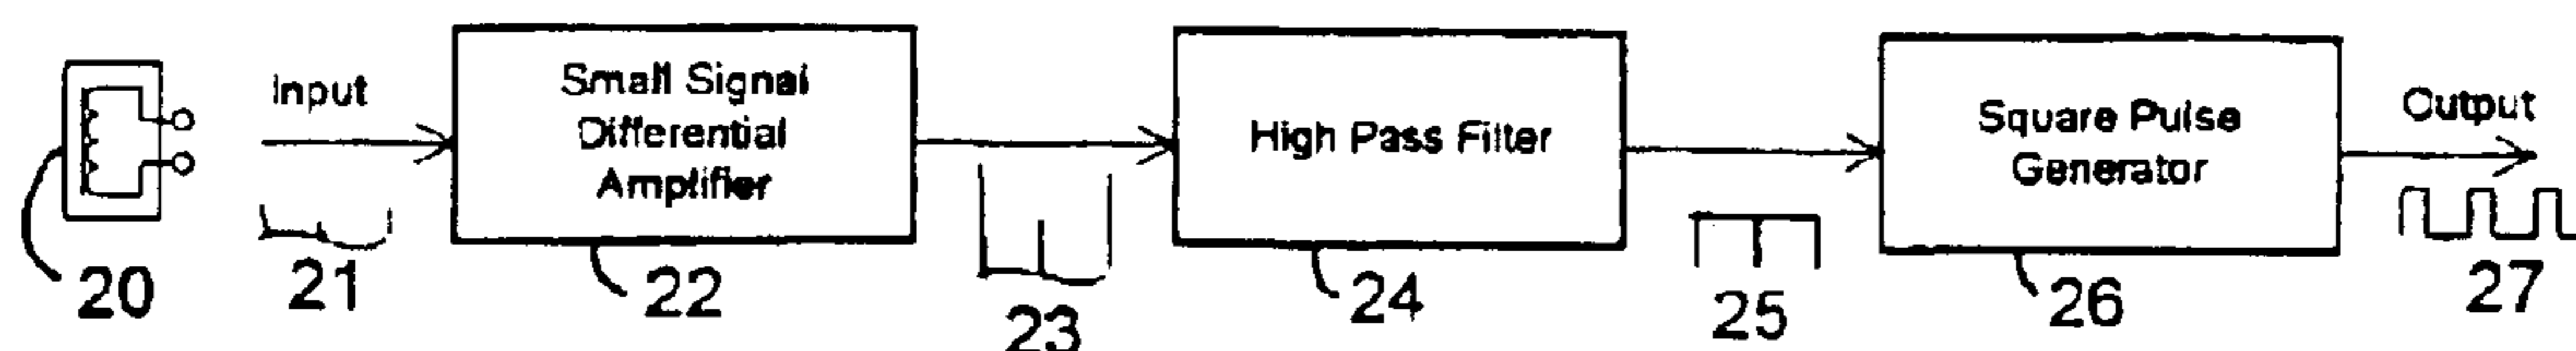 Input
Small Signal
Differential
Amplifier
High Pass Filter
Square Pulse
Generator
Output
20
21
22
23
24
25
26
27